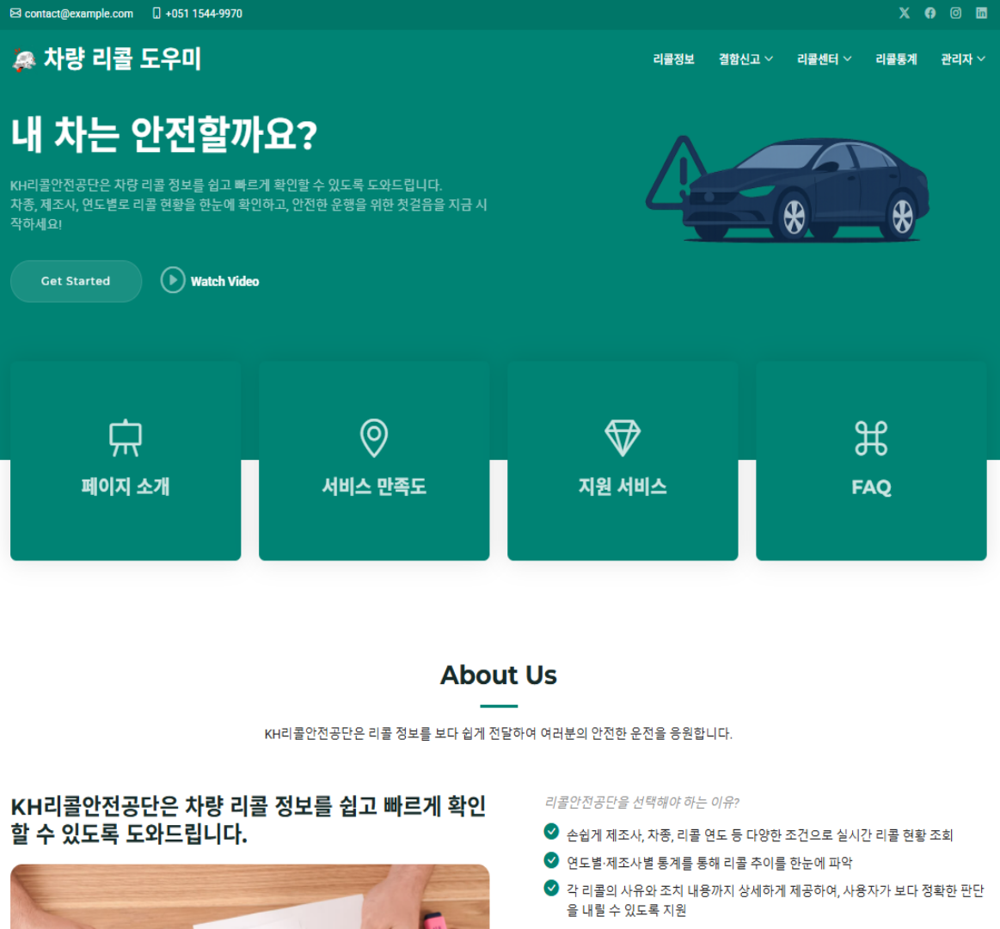 contact@example.com +051 1544-9970
차량 리콜 도우미
리콜정보 결함신고 리콜센터 리콜통계 관리자
내 차는 안전할까요?
KH리콜안전공단은 차량 리콜 정보를 쉽고 빠르게 확인할 수 있도록 도와드립니다.
차종, 제조사, 연도별로 리콜 현황을 한눈에 확인하고, 안전한 운행을 위한 첫걸음을 지금 시
작하세요!
Get Started Watch Video
페이지 소개 서비스 만족도 지원 서비스 FAQ
About Us
KH리콜안전공단은 리콜 정보를 보다 쉽게 전달하여 여러분의 안전한 운전을 응원합니다.
KH리콜안전공단은 차량 리콜 정보를 쉽고 빠르게 확인
할 수 있도록 도와드립니다.
리콜안전공단을 선택해야 하는 이유?
손쉽게 제조사, 차종, 리콜 연도 등 다양한 조건으로 실시간 리콜 현황 조회
연도별·제조사별 통계를 통해 리콜 추이를 한눈에 파악
각 리콜의 사유와 조치 내용까지 상세하게 제공하여, 사용자가 보다 정확한 판단
을 내릴 수 있도록 지원